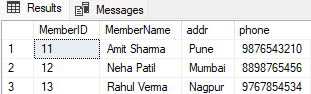 Results Messages
MemberID MemberName addr phone
1 11 Amit Sharma Pune 9876543210
2 12 Neha Patil Mumbai 8898765456
3 13 Rahul Verma Nagpur 9767854534